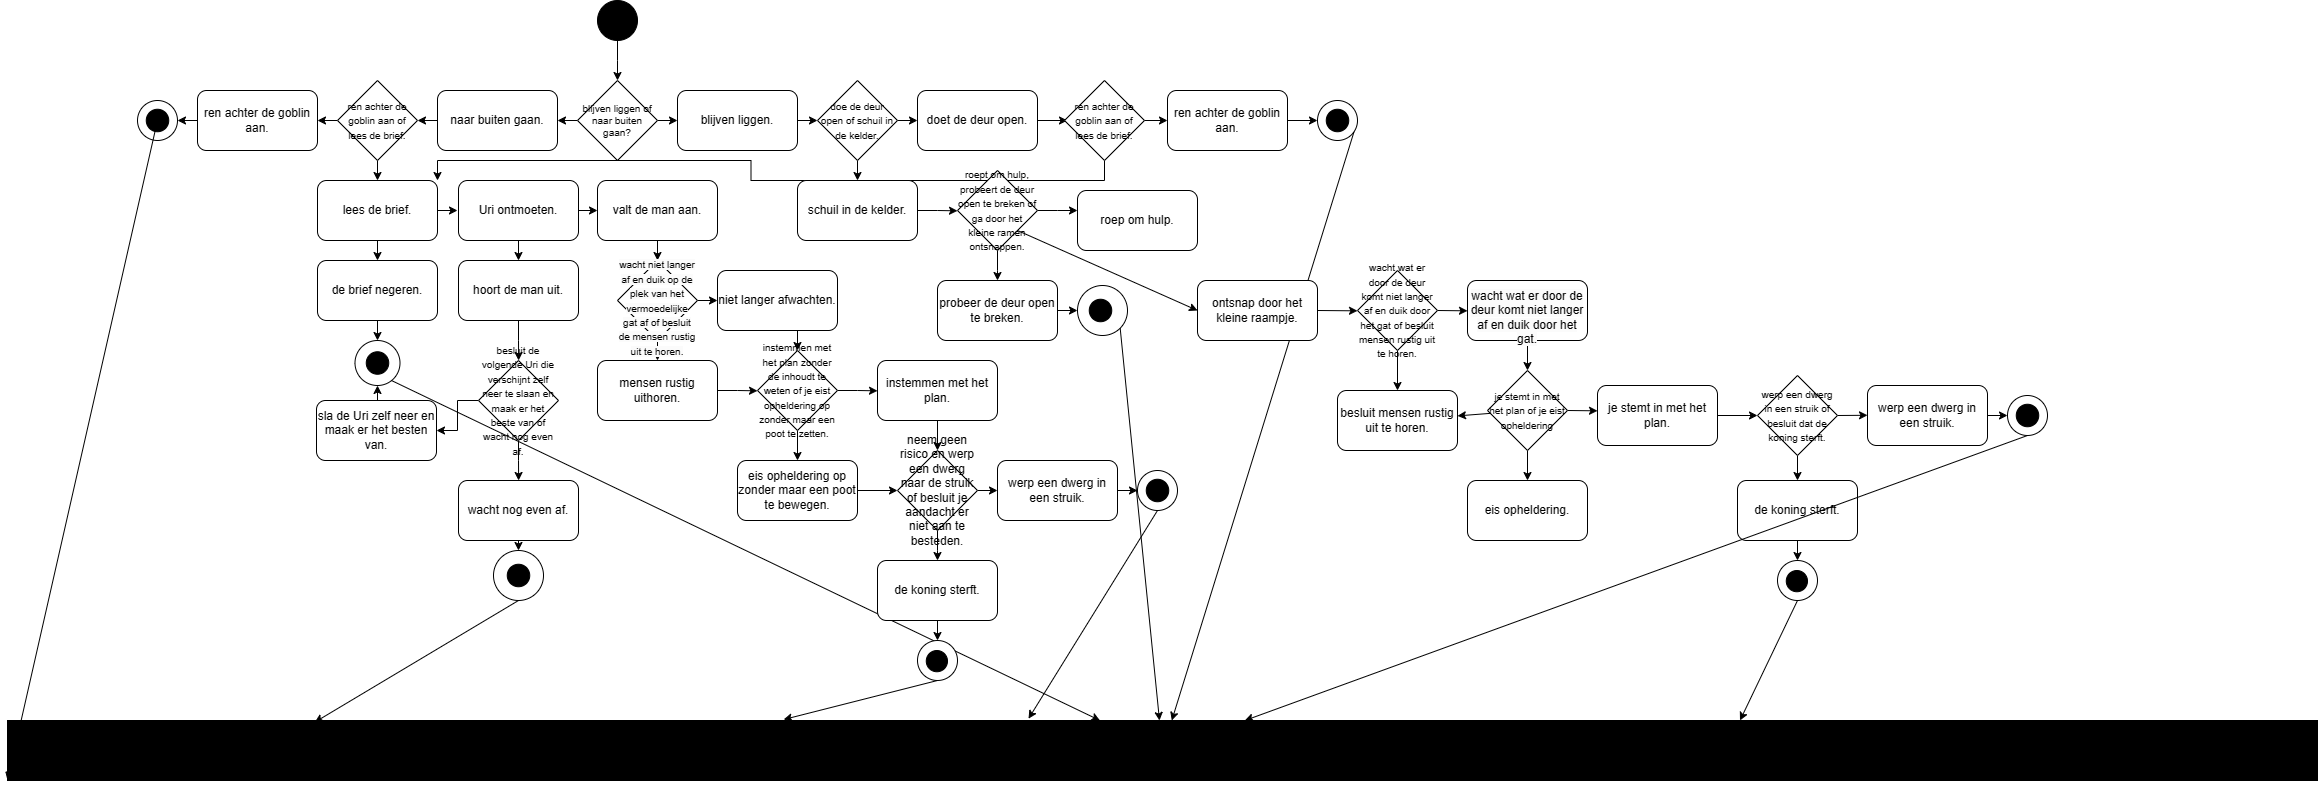 ren achter de goblin
aan.
ren achter de
goblin aan of
lees de brief.
naar buiten gaan.
blijven liggen of
naar buiten
gaan?
blijven liggen.
doe de deur
open of schuil in
de kelder.
doet de deur open.
ren achter de
goblin aan of
lees de brief.
ren achter de goblin
aan.
lees de brief.
Uri ontmoeten.
valt de man aan.
schuil in de kelder.
roept om hulp,
probeert de deur
open te breken of
ga door het
kleine ramen
ontsnappen.
roep om hulp.
de brief negeren.
hoort de man uit.
wacht niet langer
af en duik op de
plek van het
vermoedelijke
gat af of besluit
de mensen rustig
uit te horen.
niet langer afwachten.
probeer de deur open
te breken.
ontsnap door het
kleine raampje.
wacht wat er
door de deur
komt niet langer
af en duik door
het gat of besluit
mensen rustig uit
te horen.
wacht wat er door de
deur komt niet langer
af en duik door het
gat.
sla de Uri zelf neer en
maak er het besten
van.
besluit de
volgende Uri die
verschijnt zelf
neer te slaan en
maak er het
beste van of
wacht nog even
af.
mensen rustig
uithoren.
instemmen met
het plan zonder
de inhoudt te
weten of je eist
opheldering op
zonder maar een
poot te zetten.
instemmen met het
plan.
besluit mensen rustig
uit te horen.
je stemt in met
het plan of je eist
opheldering
je stemt in met het
plan.
werp een dwerg
in een struik of
besluit dat de
koning sterft.
werp een dwerg in
een struik.
wacht nog even af.
eis opheldering op
zonder maar een poot
te bewegen.
neem geen
risico en werp
een dwerg
naar de struik
of besluit je
aandacht er
niet aan te
besteden.
werp een dwerg in
een struik.
eis opheldering.
de koning sterft.
de koning sterft.